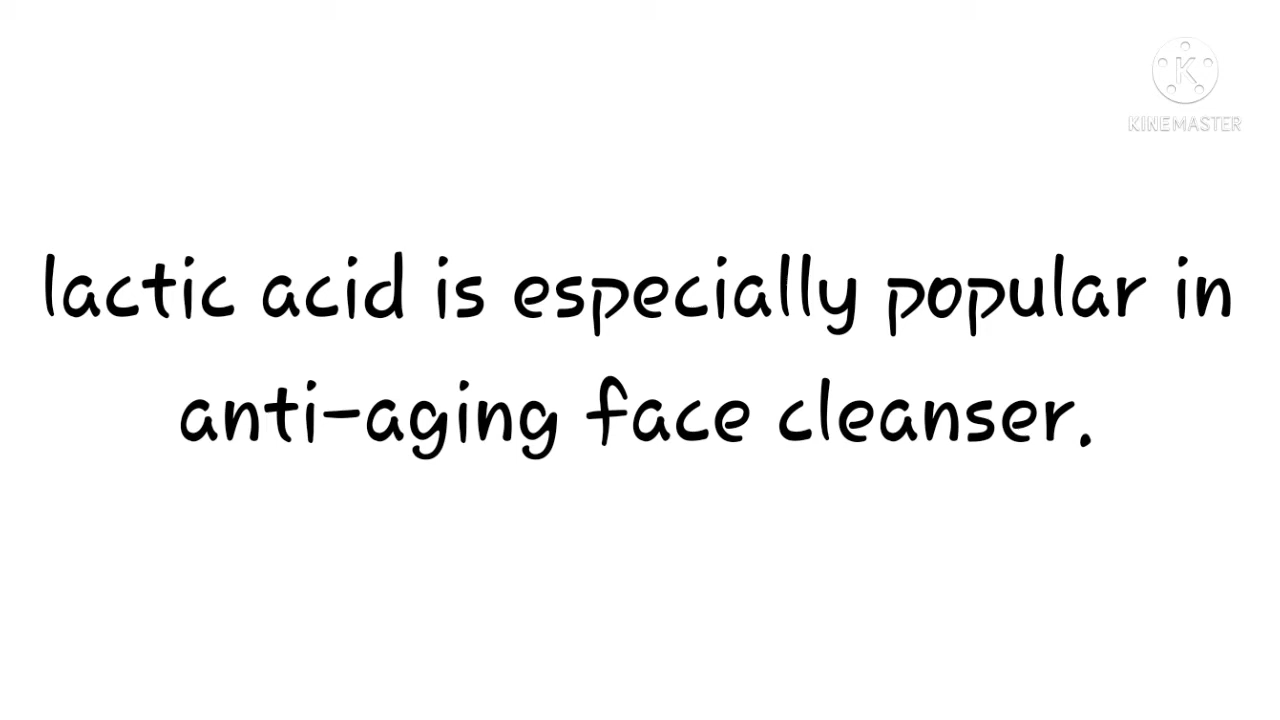 KINEMASTER
lactic acid is especially popular in
anti-aging face cleanser.